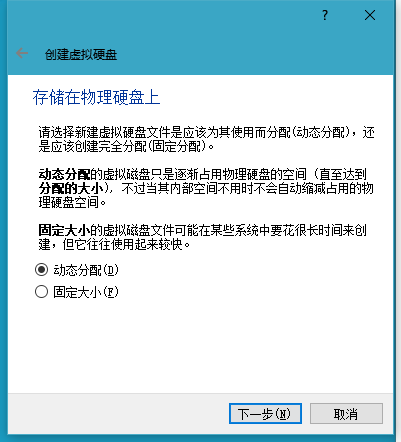 ?
创建虚拟硬盘
存储在物理硬盘上
请选择新建虚拟硬盘文件是应该为其使用而分配(动态分配)，还
是应该创建完全分配(固定分配)。
动态分配的虚拟磁盘只是逐渐占用物理硬盘的空间（直至达到
分配的大小)，不过当其内部空间不用时不会自动缩减占用的物
理硬盘空间。
固定大小的虚拟磁盘文件可能在某些系统中要花很长时间来创
建，但它往往使用起来较快。
动态分配(D)
固定大小(F)
下一步(N)
取消